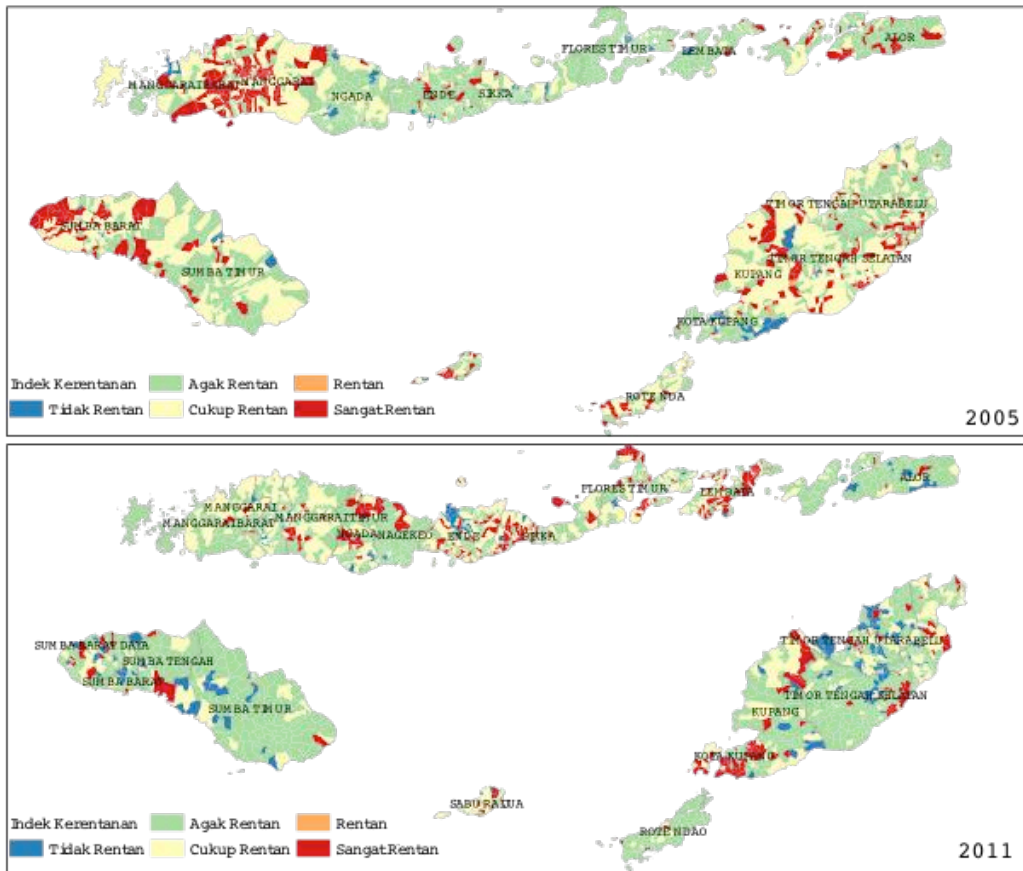 ALOR
FLORES TIMUR
LEMBATA
MANGGARAI
MANGGARAI BARAT
NGADA
ENDE
SIKKA
TIMOR TENGAH UTARA
BELU
SUMBA BARAT
TIMOR TENGAH SELATAN
SUMBA TIMUR
KUPANG
KOTA KUPANG
ROTE NDA
Indek Kerentanan
Agak Rentan
Rentan
Tidak Rentan
Cukup Rentan
Sangat Rentan
2005
ALOR
FLORES TIMUR
LEMBATA
MANGGARAI
MANGGARAI TIMUR
MANGGARAI BARAT
NGADA
NAGEKEO
ENDE
SIKKA
SUMBA BARAT DAYA
TIMOR TENGAH UTARA
BELU
SUMBA TENGAH
SUMBA BARAT
TIMOR TENGAH SELATAN
SUMBA TIMUR
KUPANG
KOTA KUPANG
SABU RAIJUA
ROTE NDAO
Indek Kerentanan
Agak Rentan
Rentan
Tidak Rentan
Cukup Rentan
Sangat Rentan
2011